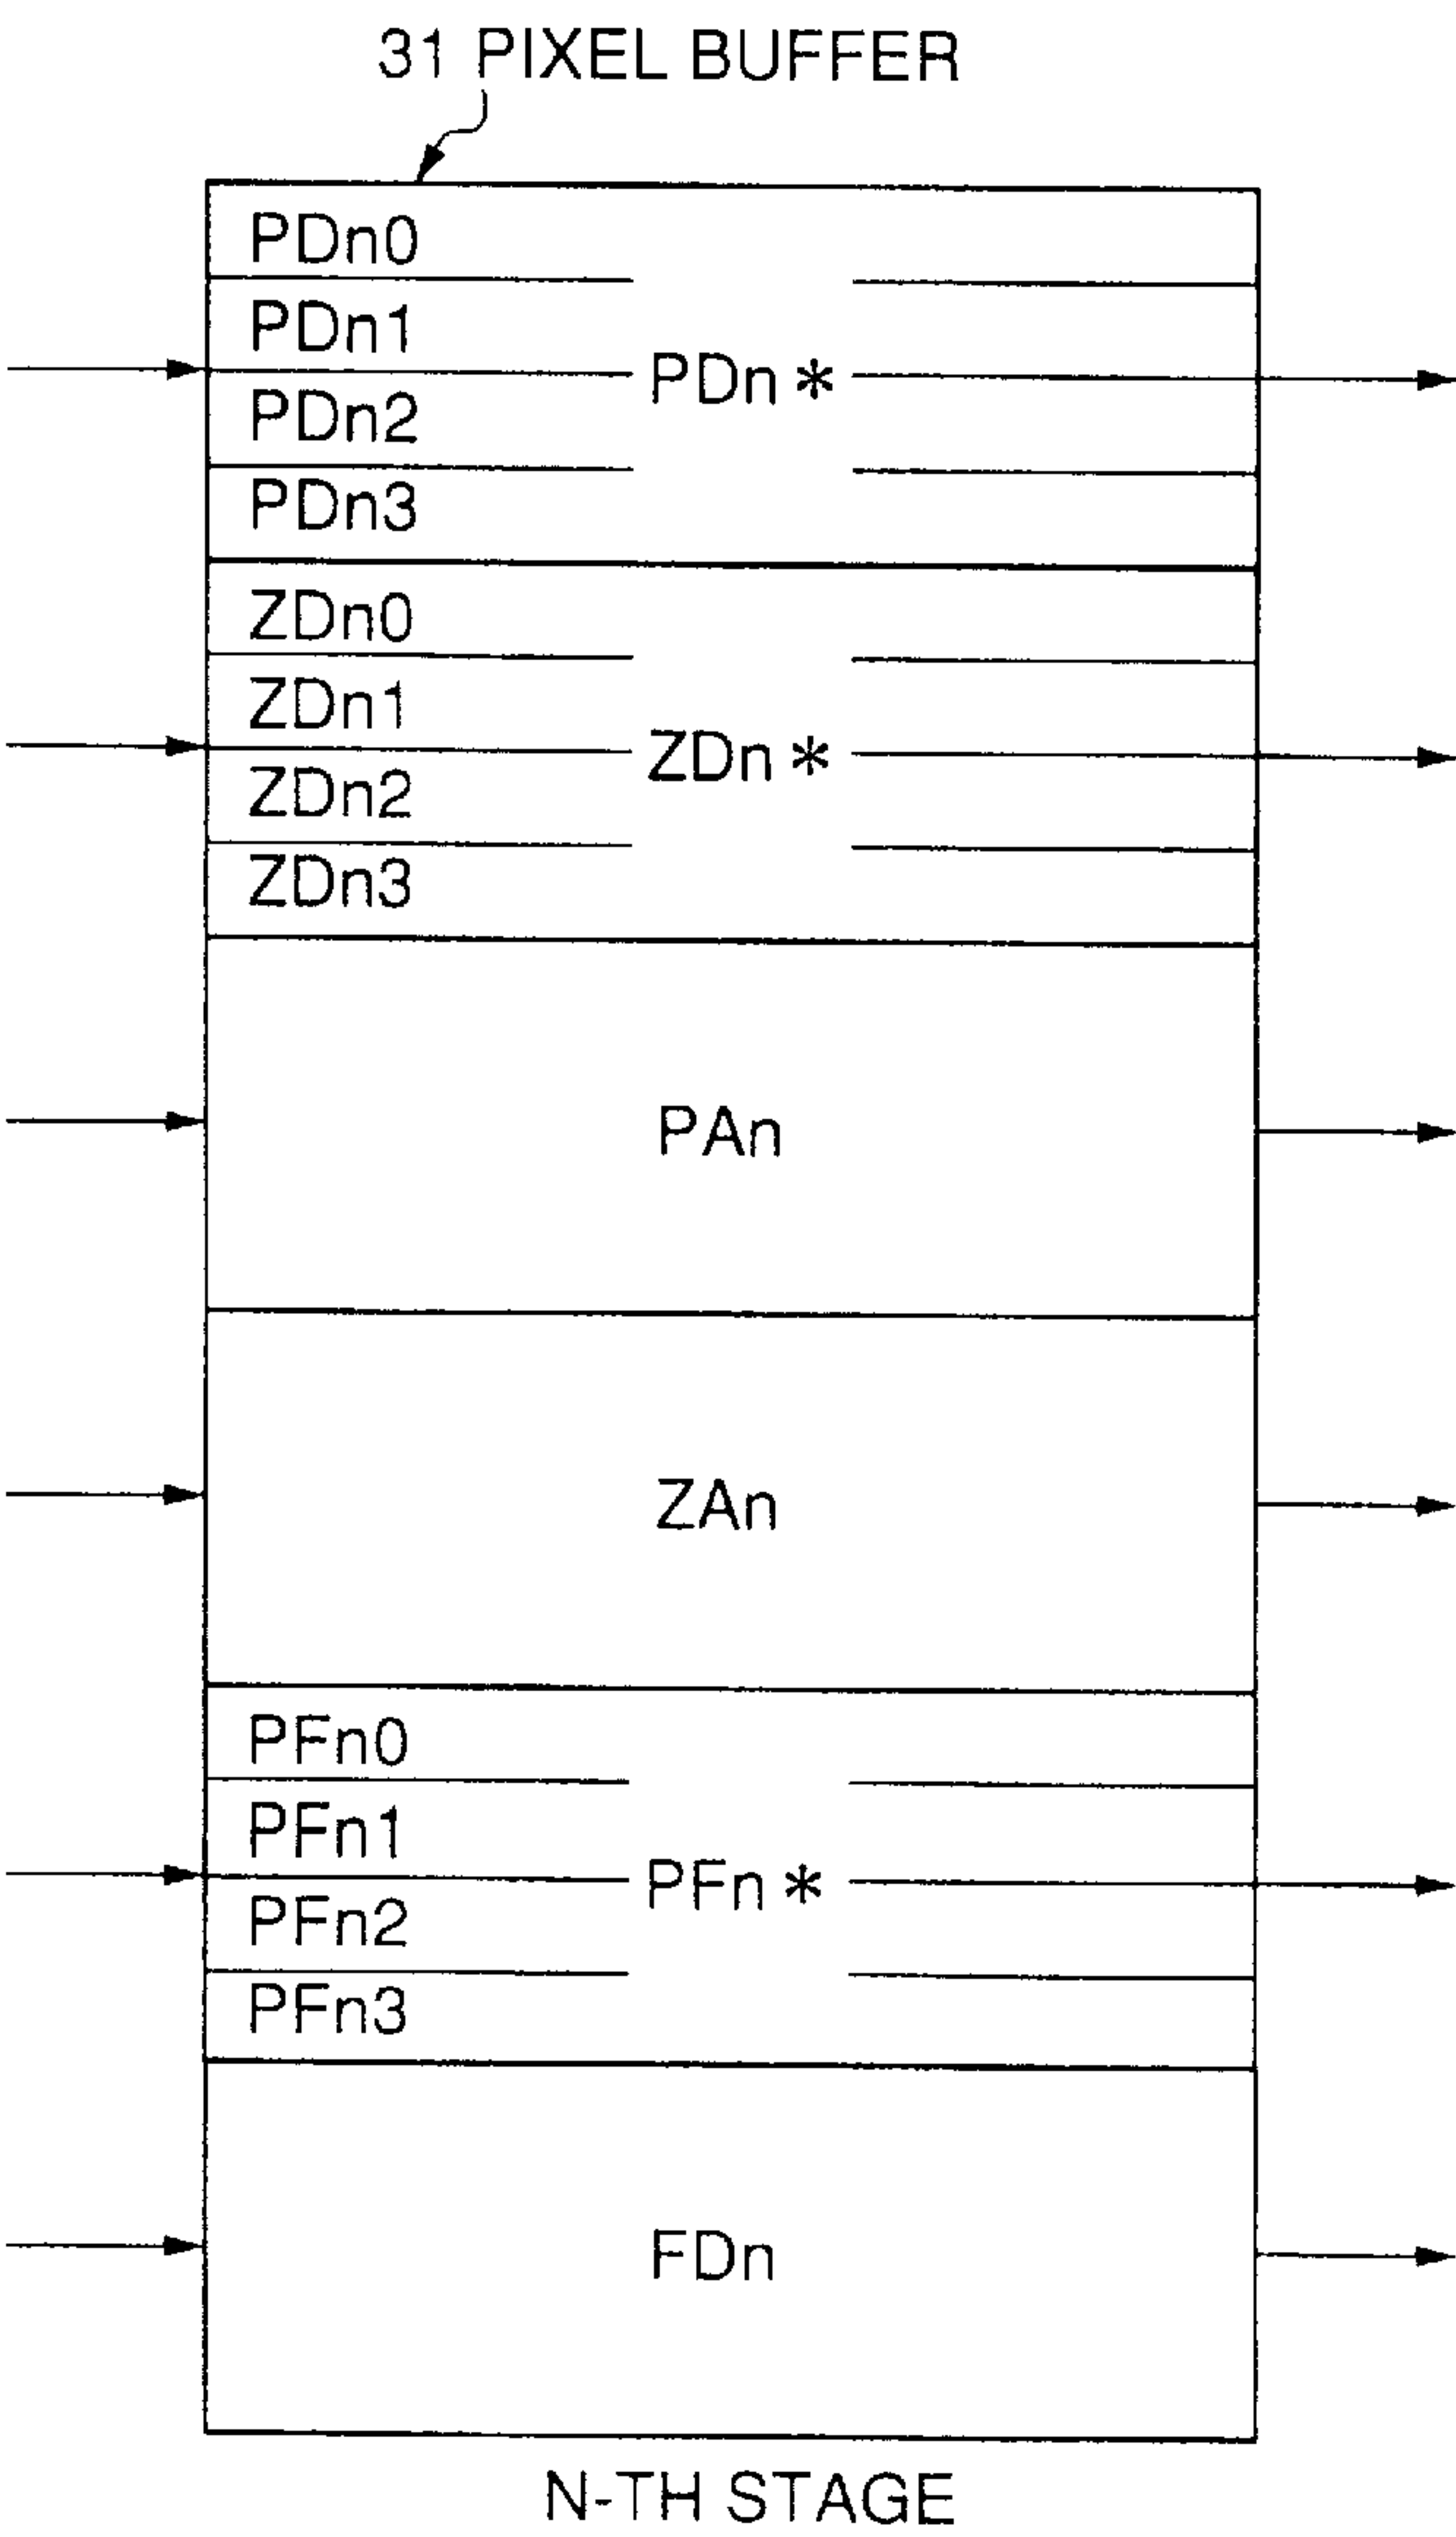 31 PIXEL BUFFER
PDn0
PDn1
PDn*
PDn2
PDn3
ZDn0
ZDn1
ZDn*
ZDn2
ZDn3
PAn
ZAn
PFn0
PFn1
PFn*
PFn2
PFn3
FDn
N-TH STAGE